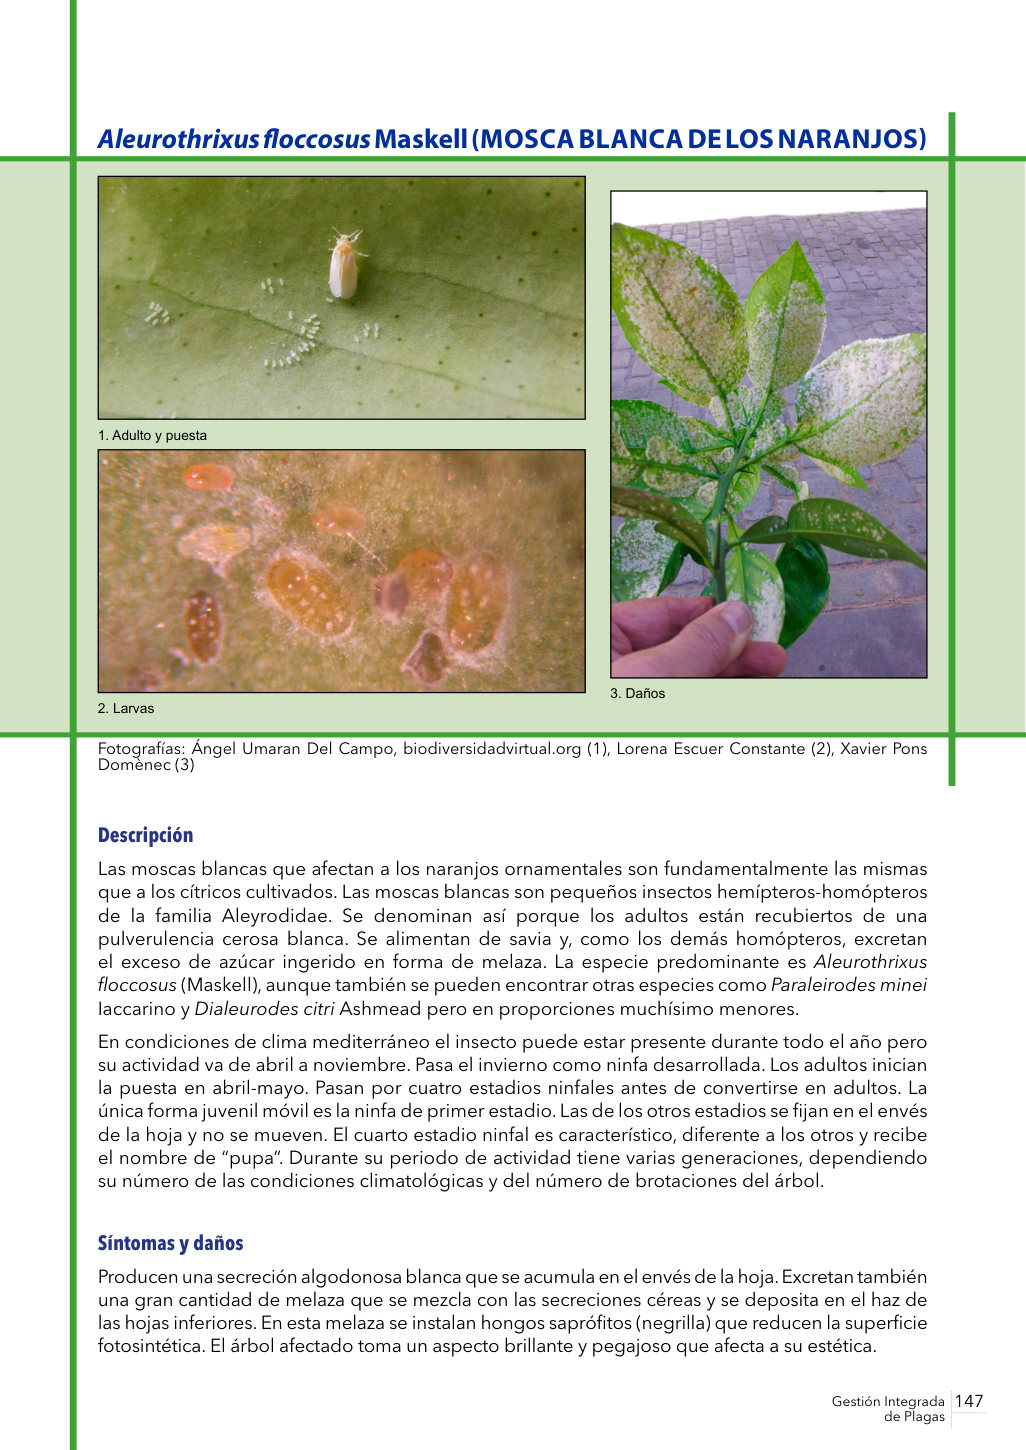 Aleurothrixus floccosus Maskell (MOSCA BLANCA DE LOS NARANJOS)
1. Adulto y puesta
2. Larvas
3. Daños
Fotografías: Ángel Umaran Del Campo, biodiversidadvirtual.org (1), Lorena Escuer Constante (2), Xavier Pons
Domènec (3)
Descripción
Las moscas blancas que afectan a los naranjos ornamentales son fundamentalmente las mismas
que a los cítricos cultivados. Las moscas blancas son pequeños insectos hemípteros-homópteros
de la familia Aleyrodidae. Se denominan así porque los adultos están recubiertos de una
pulverulencia cerosa blanca. Se alimentan de savia y, como los demás homópteros, excretan
el exceso de azúcar ingerido en forma de melaza. La especie predominante es Aleurothrixus
floccosus (Maskell), aunque también se pueden encontrar otras especies como Paraleirodes minei
Iaccarino y Dialeurodes citri Ashmead pero en proporciones muchísimo menores.
En condiciones de clima mediterráneo el insecto puede estar presente durante todo el año pero
su actividad va de abril a noviembre. Pasa el invierno como ninfa desarrollada. Los adultos inician
la puesta en abril-mayo. Pasan por cuatro estadios ninfales antes de convertirse en adultos. La
única forma juvenil móvil es la ninfa de primer estadio. Las de los otros estadios se fijan en el envés
de la hoja y no se mueven. El cuarto estadio ninfal es característico, diferente a los otros y recibe
el nombre de “pupa”. Durante su periodo de actividad tiene varias generaciones, dependiendo
su número de las condiciones climatológicas y del número de brotaciones del árbol.
Síntomas y daños
Producen una secreción algodonosa blanca que se acumula en el envés de la hoja. Excretan también
una gran cantidad de melaza que se mezcla con las secreciones céreas y se deposita en el haz de
las hojas inferiores. En esta melaza se instalan hongos saprófitos (negrilla) que reducen la superficie
fotosintética. El árbol afectado toma un aspecto brillante y pegajoso que afecta a su estética.
Gestión Integrada 147
de Plagas